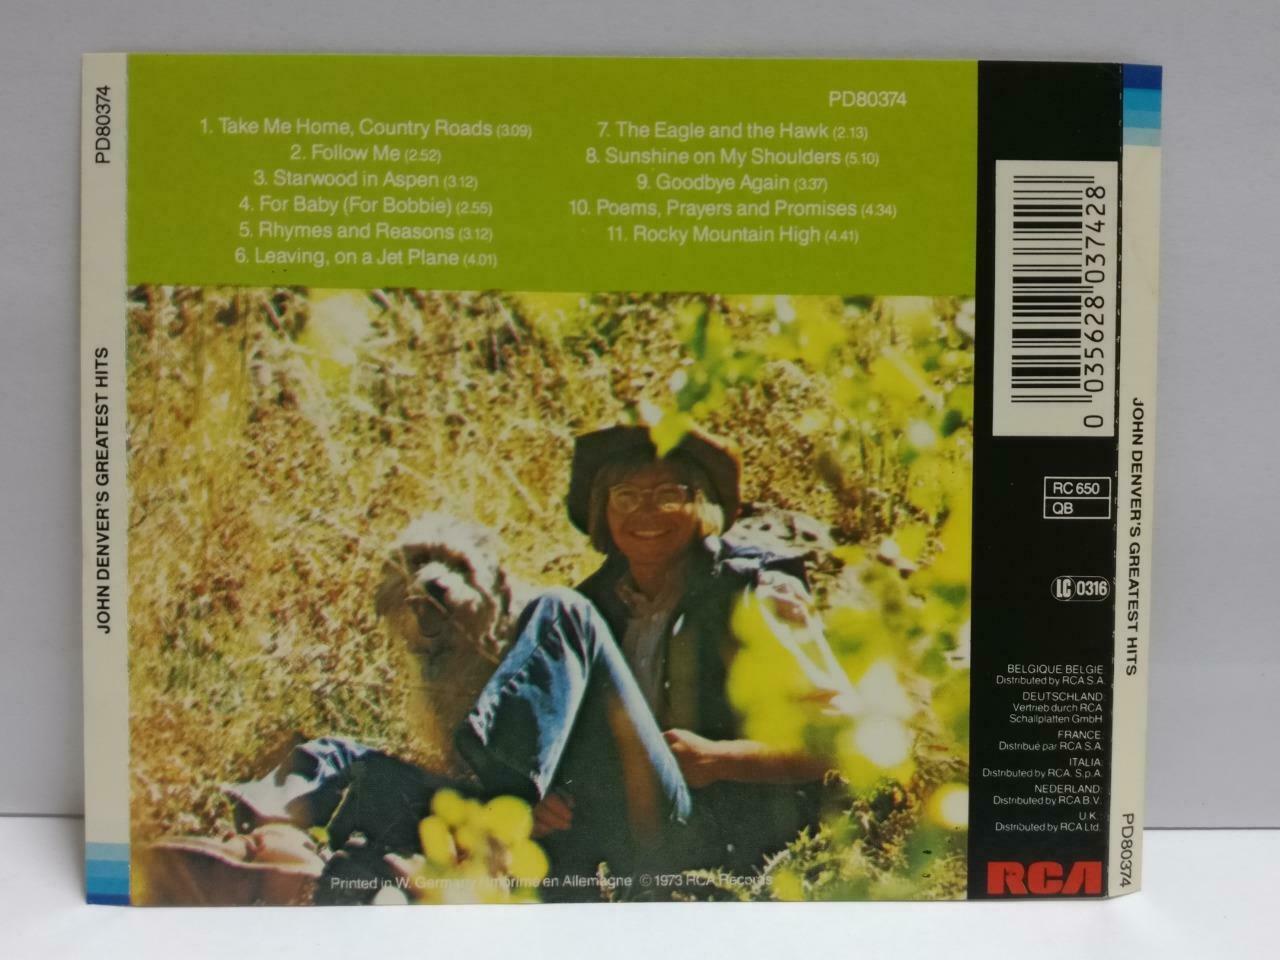 PD80374
JOHN DENVER'S GREATEST HITS
PD80374
1. Take Me Home, Country Roads (3.09)
2. Follow Me (2.52)
3. Starwood in Aspen (3.12)
4. For Baby (For Bobbie) (2.55)
5. Rhymes and Reasons (3.12)
6. Leaving, on a Jet Plane (4.01)
7. The Eagle and the Hawk (2.13)
8. Sunshine on My Shoulders (5.10)
9. Goodbye Again (3.37)
10. Poems, Prayers and Promises (4.34)
11. Rocky Mountain High (4.41)
0 035628 037428
RC 650
QB
LC 0316
BELGIQUE BELGIE
Distributed by RCA S.A.
DEUTSCHLAND
Vertrieb durch RCA
Schallplatten GmbH
FRANCE:
Distribué par RCA S.A.
ITALIA:
Distributed by RCA. S.p.A.
NEDERLAND:
Distributed by RCA B.V.
U.K.:
Distributed by RCA Ltd.
RCA
Printed in W. Germany Imprimé en Allemagne © 1973 RCA Records
JOHN DENVER'S GREATEST HITS
PD80374